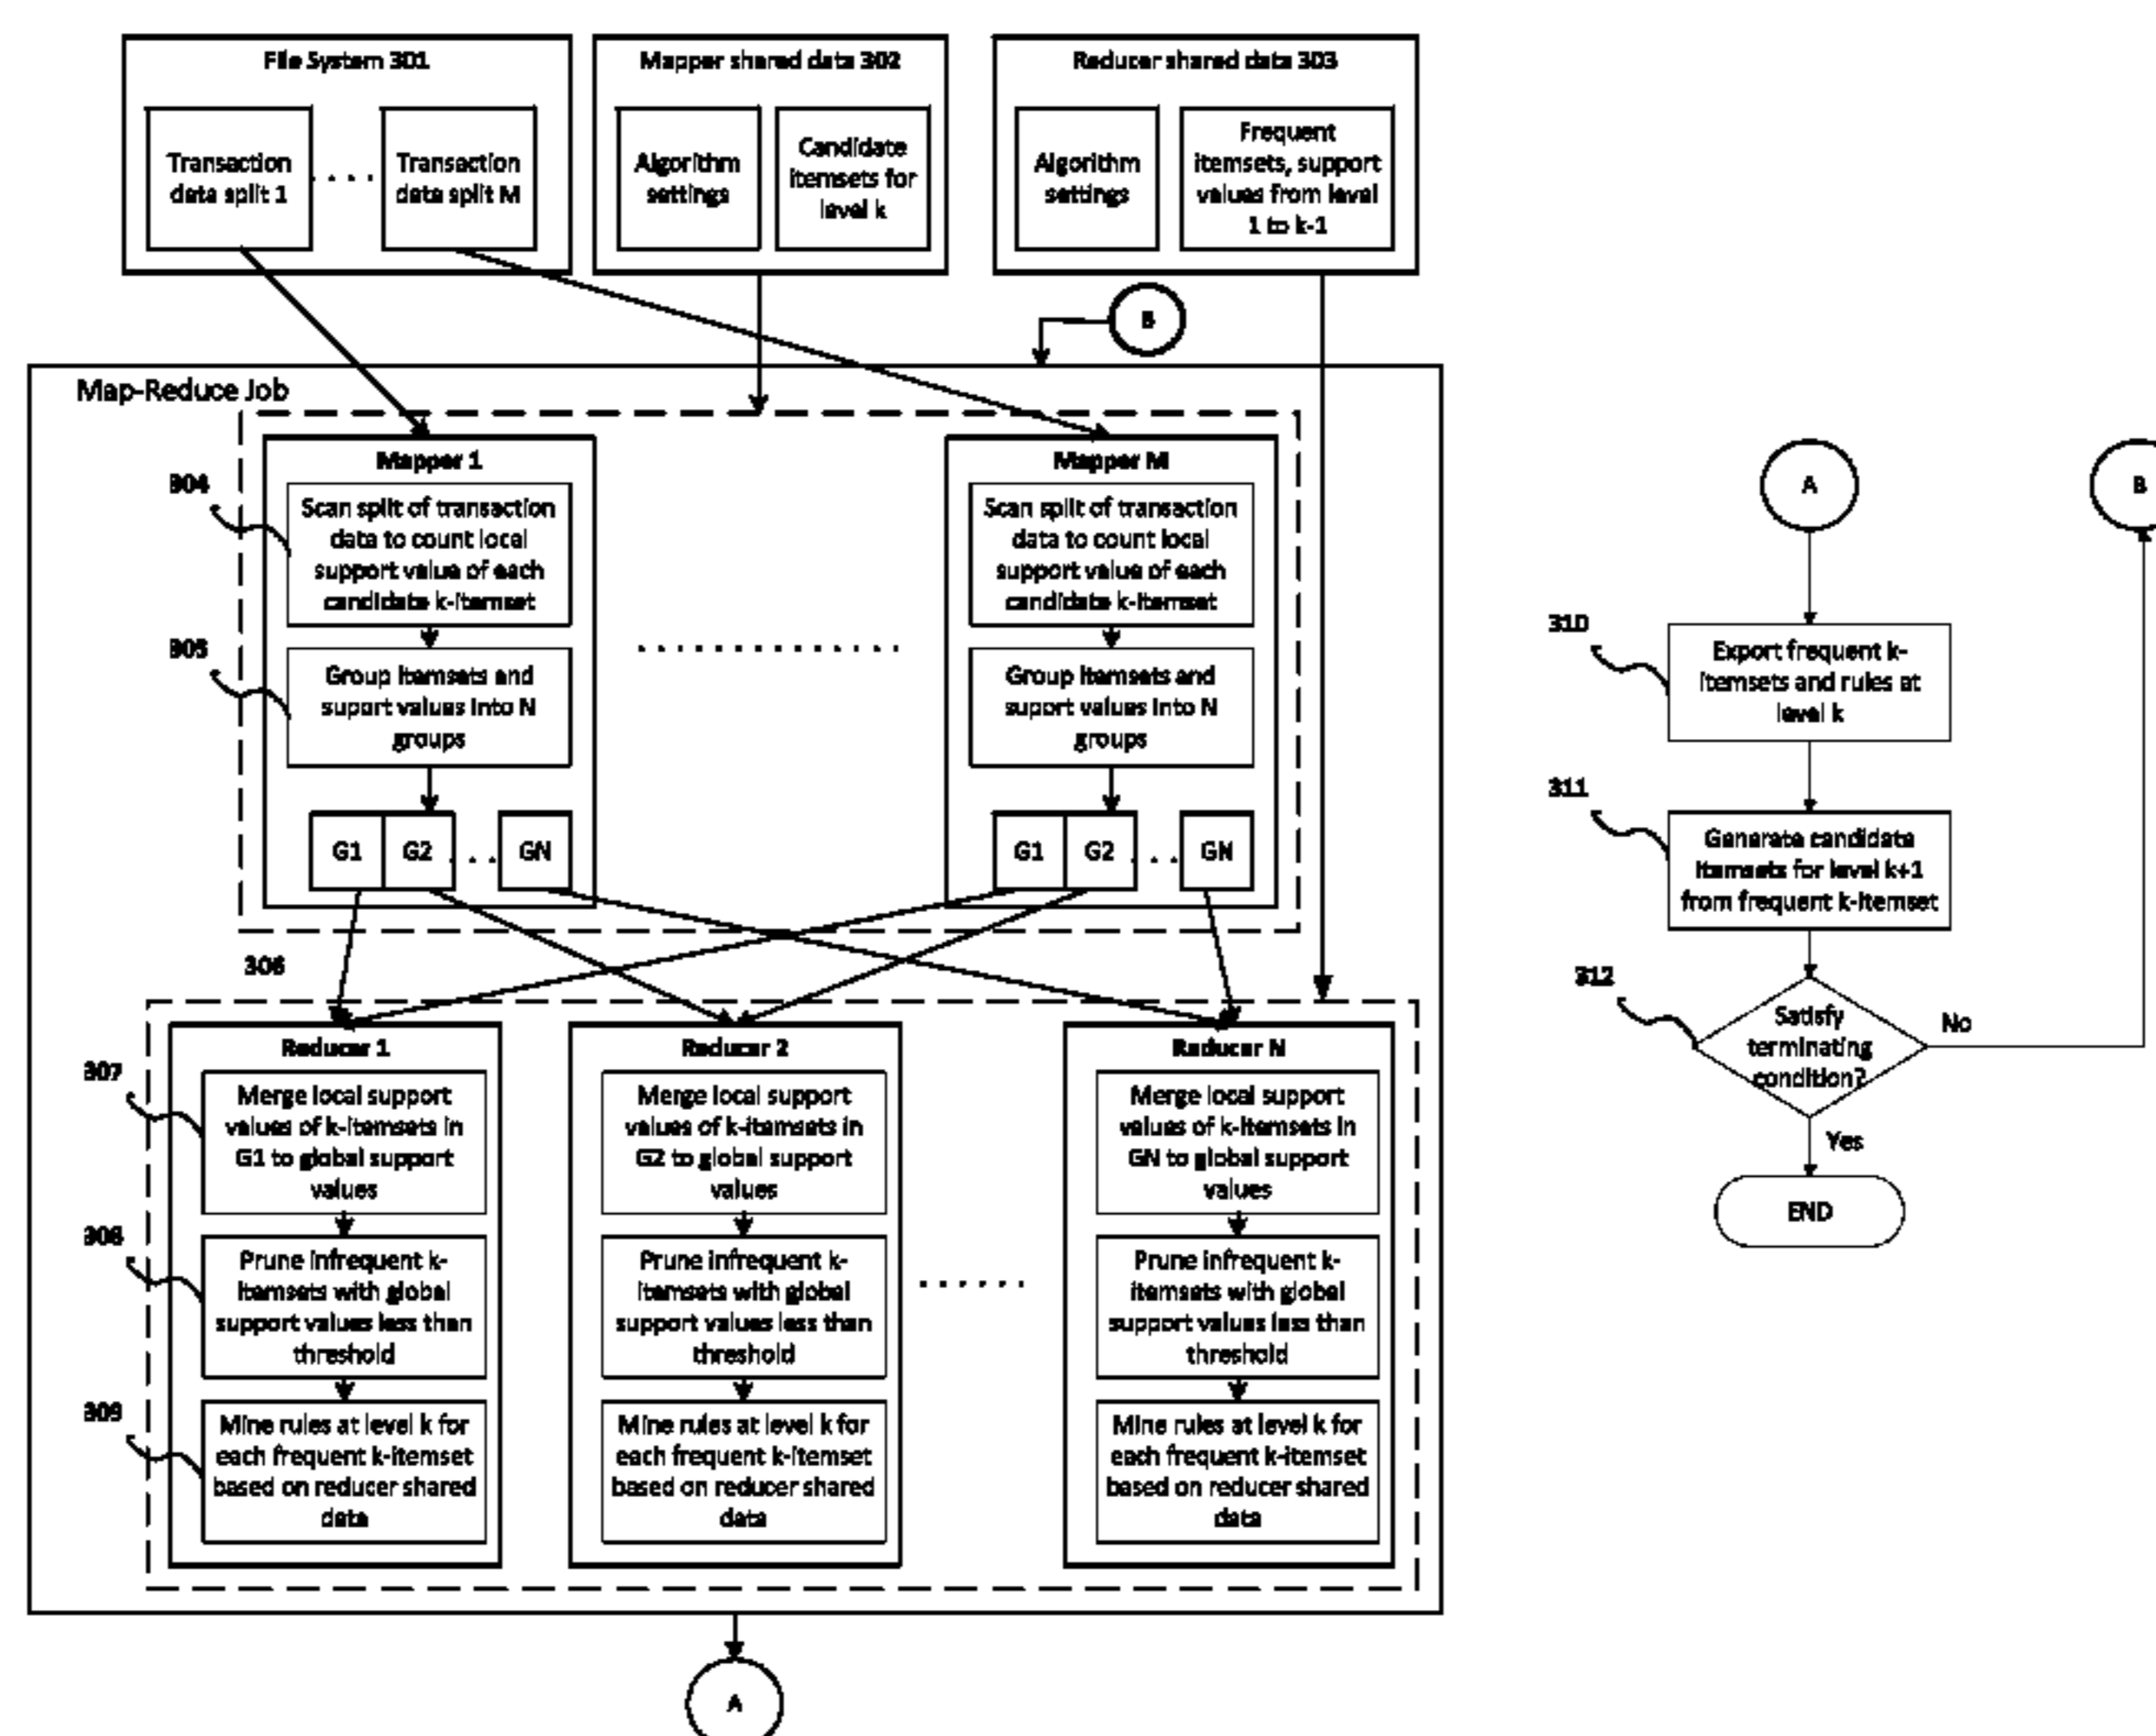 File System 301
Transaction
data split 1
. . . .
Transaction
data split M
Mapper shared data 302
Algorithm
settings
Candidate
itemsets for
level k
Reducer shared data 303
Algorithm
settings
Frequent
itemsets, support
values from level
1 to k-1
B
Map-Reduce Job
304
305
Mapper 1
Scan split of transaction
data to count local
support value of each
candidate k-itemset
Group itemsets and
suport values into N
groups
G1
G2
. . .
GN
Mapper M
Scan split of transaction
data to count local
support value of each
candidate k-itemset
Group itemsets and
suport values into N
groups
G1
G2
. . .
GN
306
307
308
309
Reducer 1
Merge local support
values of k-itemsets in
G1 to global support
values
Prune infrequent k-
itemsets with global
support values less than
threshold
Mine rules at level k for
each frequent k-itemset
based on reducer shared
data
Reducer 2
Merge local support
values of k-itemsets in
G2 to global support
values
Prune infrequent k-
itemsets with global
support values less than
threshold
Mine rules at level k for
each frequent k-itemset
based on reducer shared
data
Reducer N
Merge local support
values of k-itemsets in
GN to global support
values
Prune infrequent k-
itemsets with global
support values less than
threshold
Mine rules at level k for
each frequent k-itemset
based on reducer shared
data
A
A
B
310
Export frequent k-
itemsets and rules at
level k
311
Generate candidate
itemsets for level k+1
from frequent k-itemset
312
Satisfy
terminating
condition?
No
Yes
END